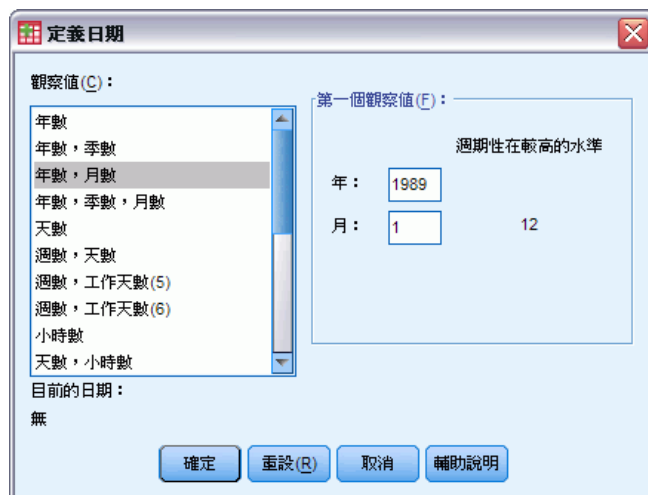 定義日期
觀察值(C)：
年數
年數，季數
年數，月數
年數，季數，月數
天數
週數，天數
週數，工作天數(5)
週數，工作天數(6)
小時數
天數，小時數
第一個觀察值(F)：
週期性在較高的水準
年： 1989
月： 1 12
目前的日期：
無
確定 重設(R) 取消 輔助說明